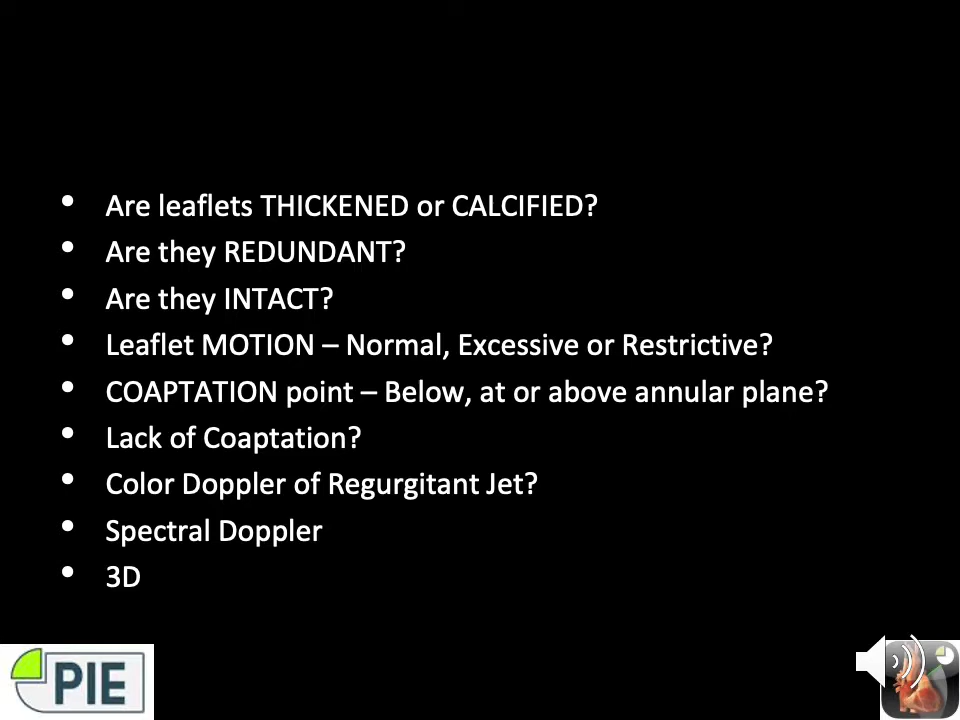 • Are leaflets THICKENED or CALCIFIED?
• Are they REDUNDANT?
• Are they INTACT?
• Leaflet MOTION – Normal, Excessive or Restrictive?
• COAPTATION point – Below, at or above annular plane?
• Lack of Coaptation?
• Color Doppler of Regurgitant Jet?
• Spectral Doppler
• 3D
PIE